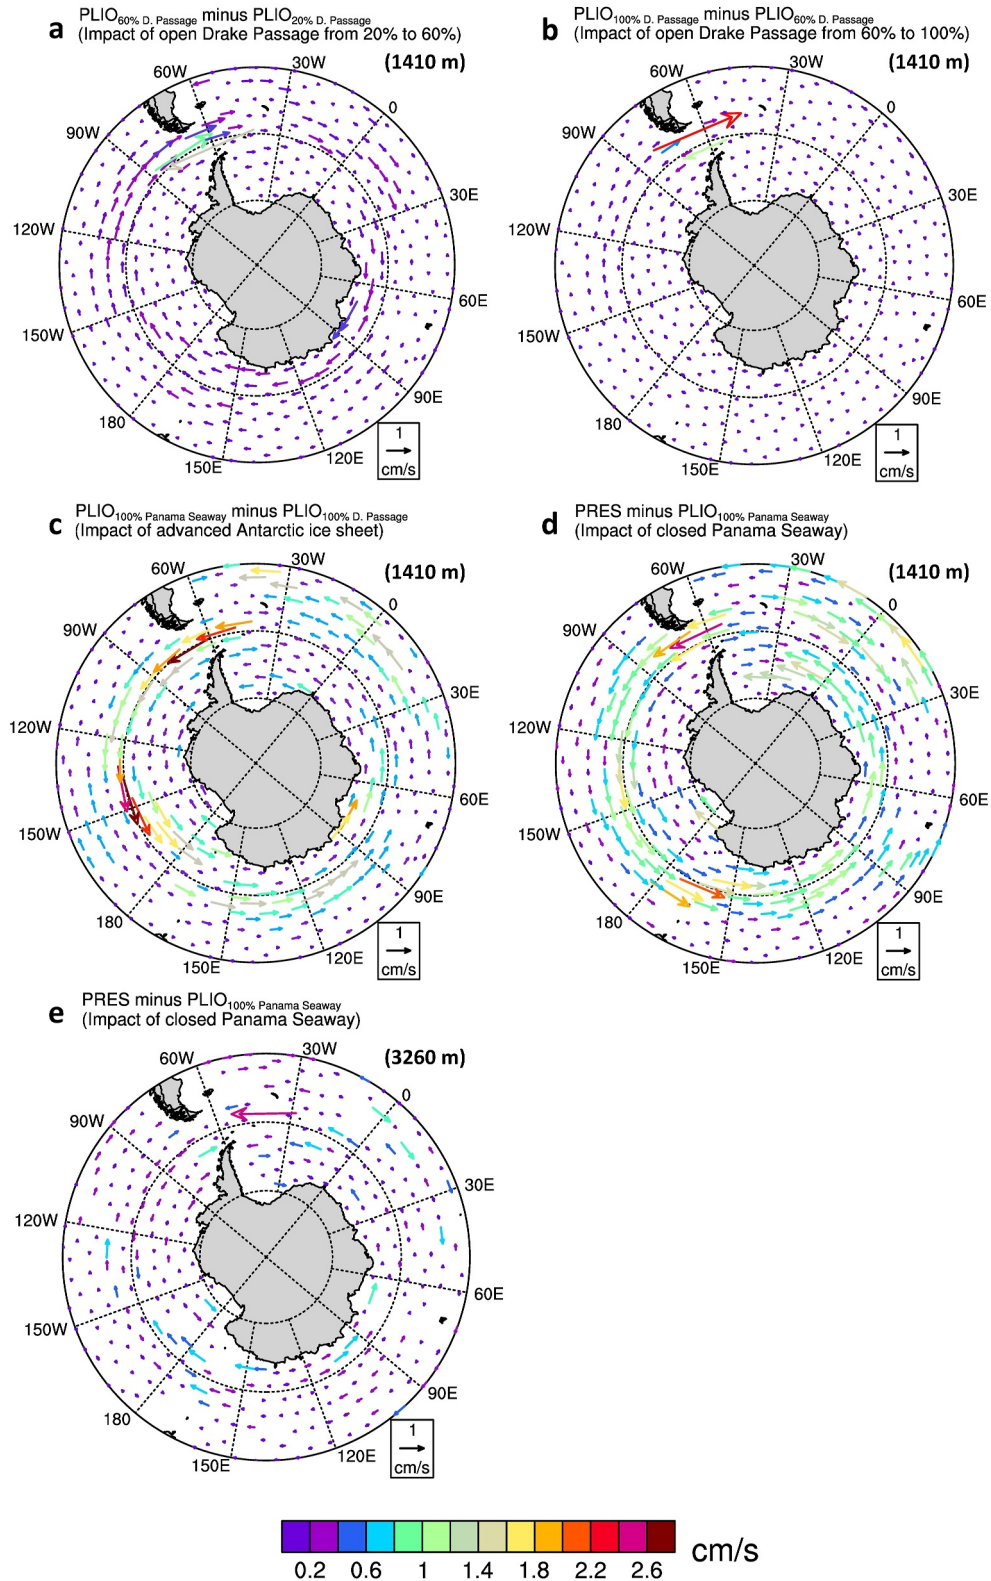 a
PLIO60% D. Passage minus PLIO20% D. Passage
(Impact of open Drake Passage from 20% to 60%)
(1410 m)
60W
30W
90W
0
120W
30E
150W
60E
180
90E
150E
120E
1
cm/s
b
PLIO100% D. Passage minus PLIO60% D. Passage
(Impact of open Drake Passage from 60% to 100%)
(1410 m)
60W
30W
90W
0
120W
30E
150W
60E
180
90E
150E
120E
1
cm/s
c
PLIO100% Panama Seaway minus PLIO100% D. Passage
(Impact of advanced Antarctic ice sheet)
(1410 m)
60W
30W
90W
0
120W
30E
150W
60E
180
90E
150E
120E
1
cm/s
d
PRES minus PLIO100% Panama Seaway
(Impact of closed Panama Seaway)
(1410 m)
60W
30W
90W
0
120W
30E
150W
60E
180
90E
150E
120E
1
cm/s
e
PRES minus PLIO100% Panama Seaway
(Impact of closed Panama Seaway)
(3260 m)
60W
30W
90W
0
120W
30E
150W
60E
180
90E
150E
120E
1
cm/s
0.2 0.6 1 1.4 1.8 2.2 2.6
cm/s